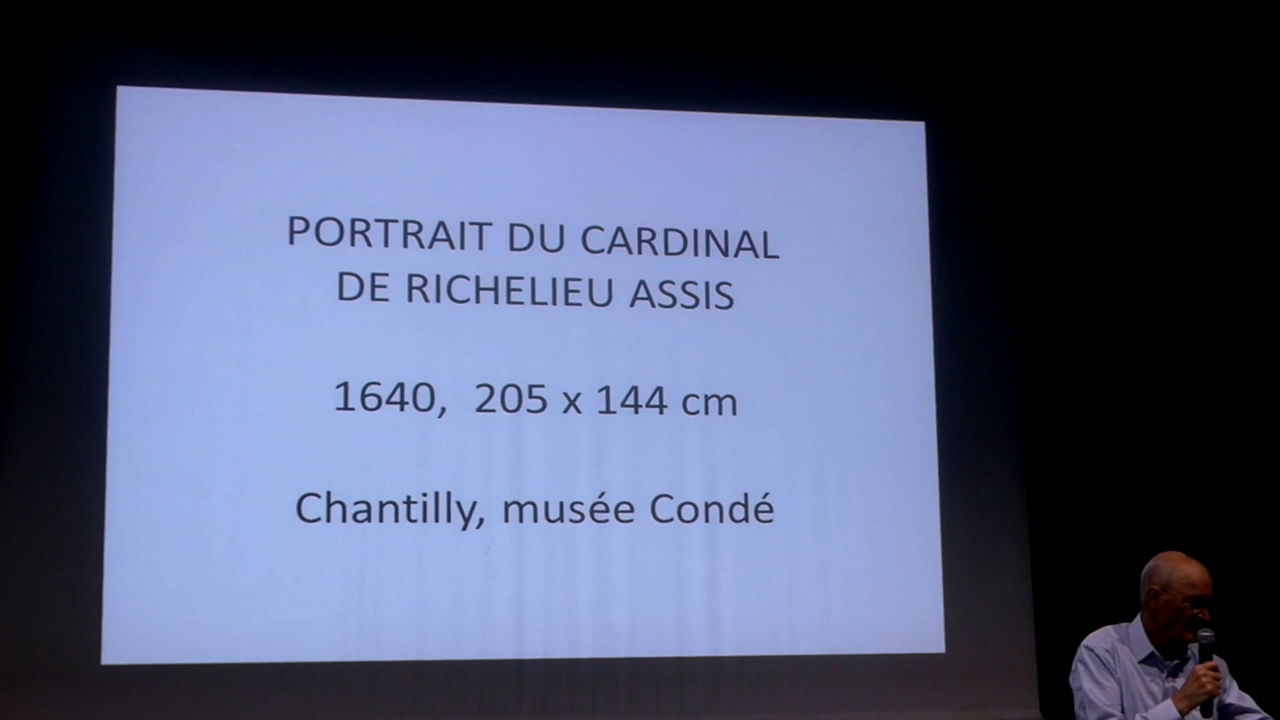 PORTRAIT DU CARDINAL
DE RICHELIEU ASSIS
1640, 205 x 144 cm
Chantilly, musée Condé